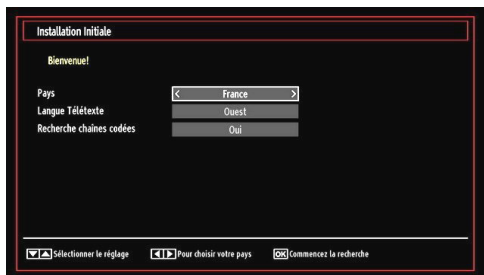 Installation Initiale
Bienvenue!
Pays < France >
Langue Télétexte Ouest
Recherche chaînes codées Oui
Sélectionner le réglage Pour choisir votre pays OK Commencez la recherche